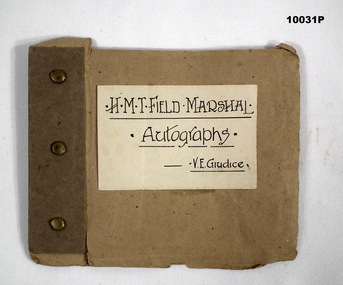 10031P
·H·M·T·FIELD·MARSHAL·
·Autographs·
— ·V.E.Giudice.